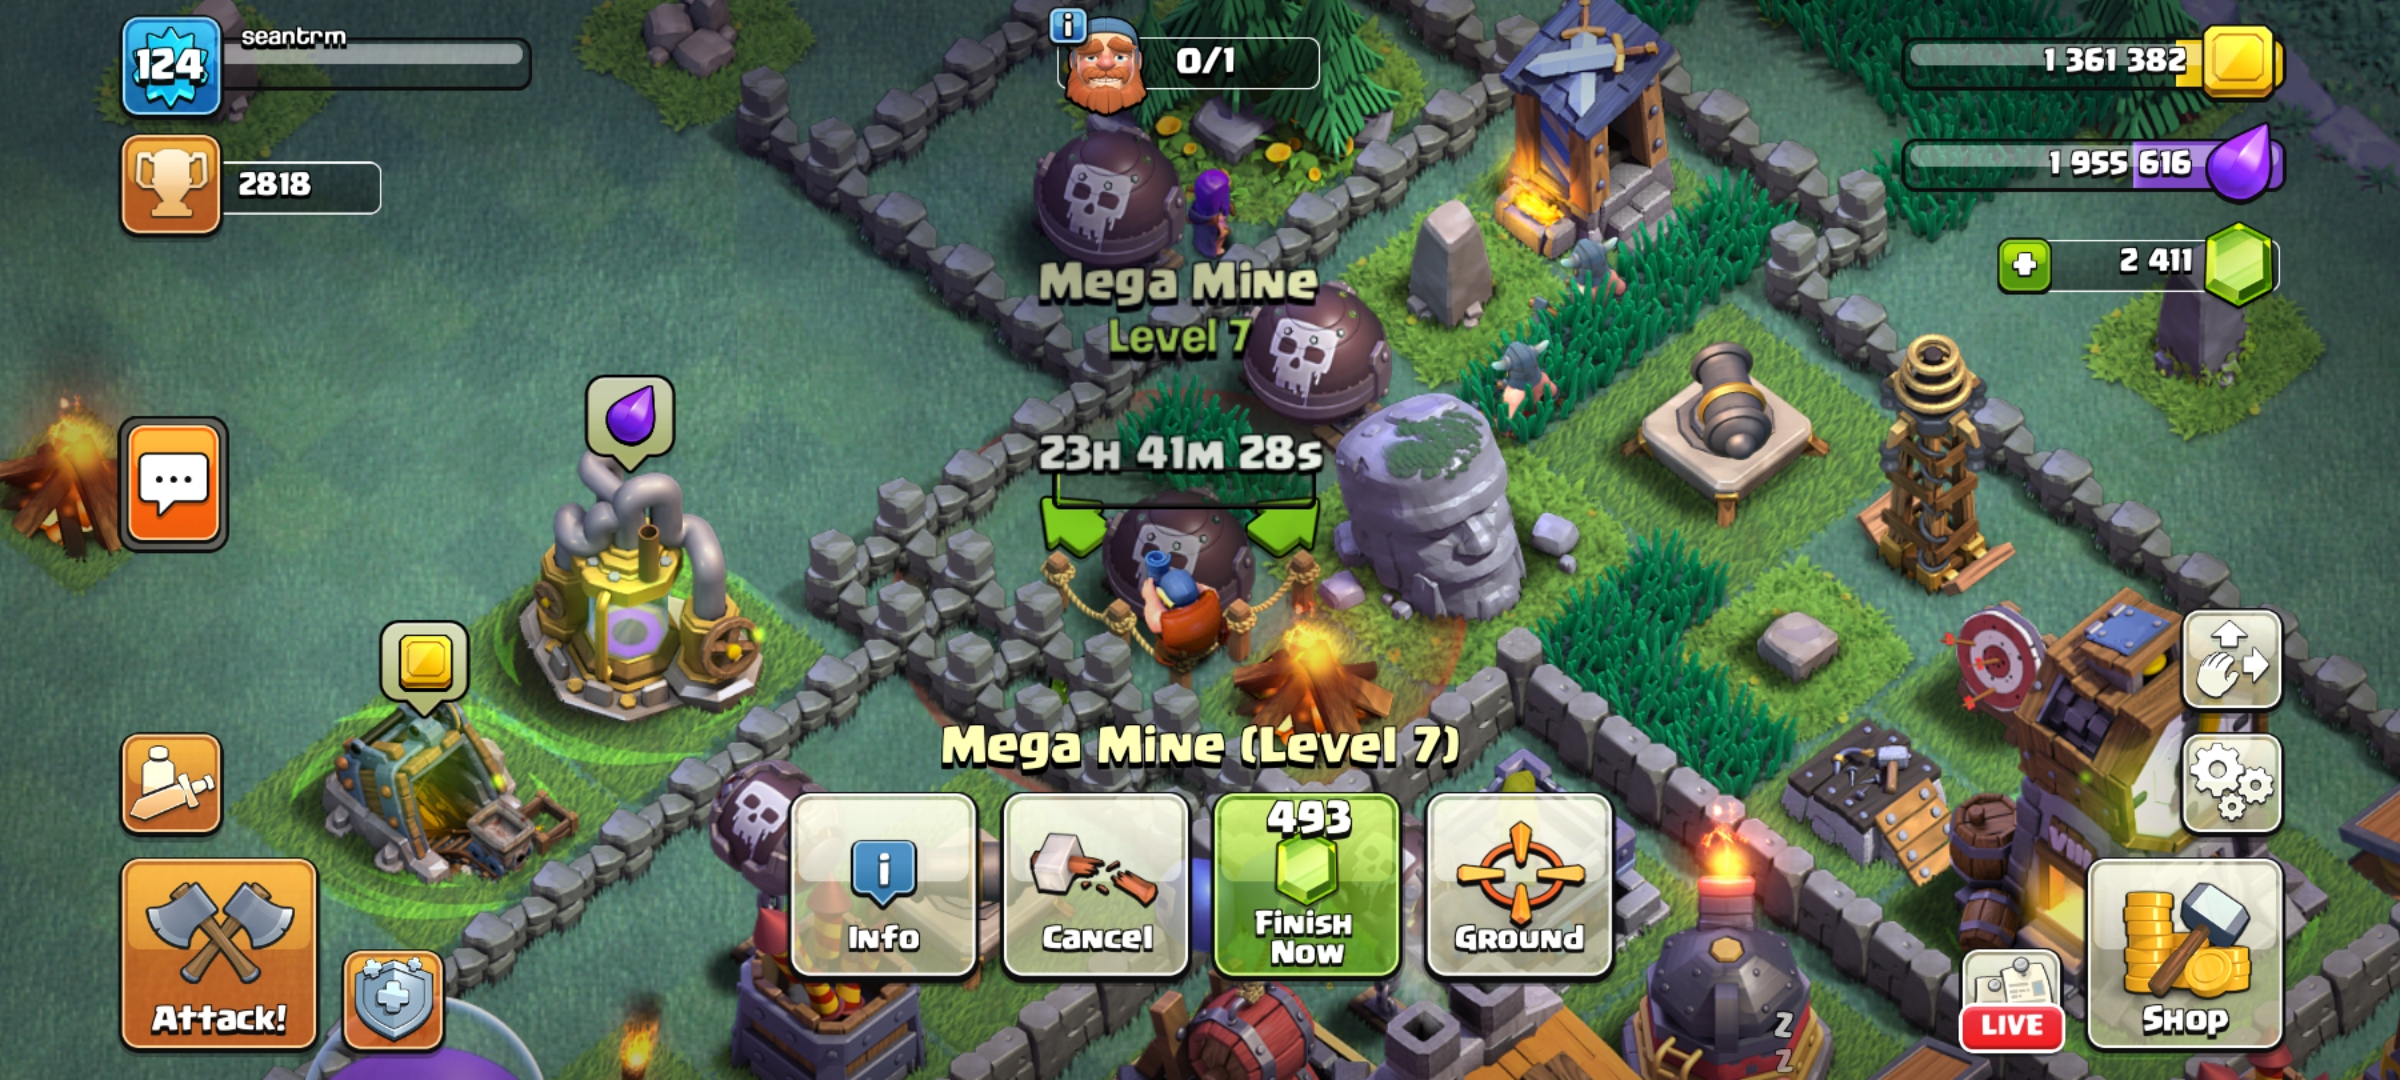 124
seantrm
0/1
1 361 382
2818
1 955 616
2 411
Mega Mine
Level 7
23H 41M 28S
Mega Mine (Level 7)
Info
Cancel
493
Finish
Now
Ground
Attack!
LIVE
Shop
Z
Z